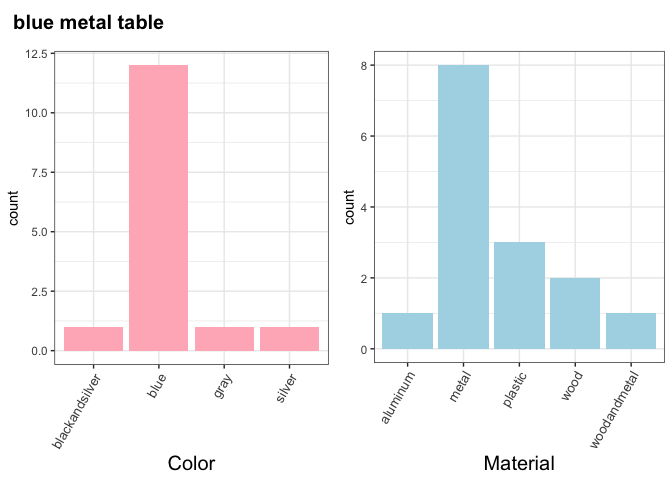 blue metal table
count
12.5
10.0
7.5
5.0
2.5
0.0
blackandsilver
blue
gray
silver
Color
count
8
6
4
2
0
aluminum
metal
plastic
wood
woodandmetal
Material